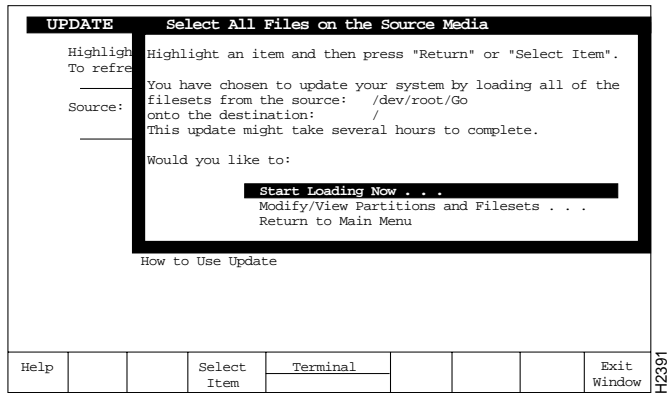 UPDATE
Select All Files on the Source Media
Highligh
To refre
Source:
Highlight an item and then press "Return" or "Select Item".
You have chosen to update your system by loading all of the
filesets from the source: /dev/root/Go
onto the destination: /
This update might take several hours to complete.
Would you like to:
Start Loading Now . . .
Modify/View Partitions and Filesets . . .
Return to Main Menu
How to Use Update
Help
Select Item
Terminal
Exit Window
H2391